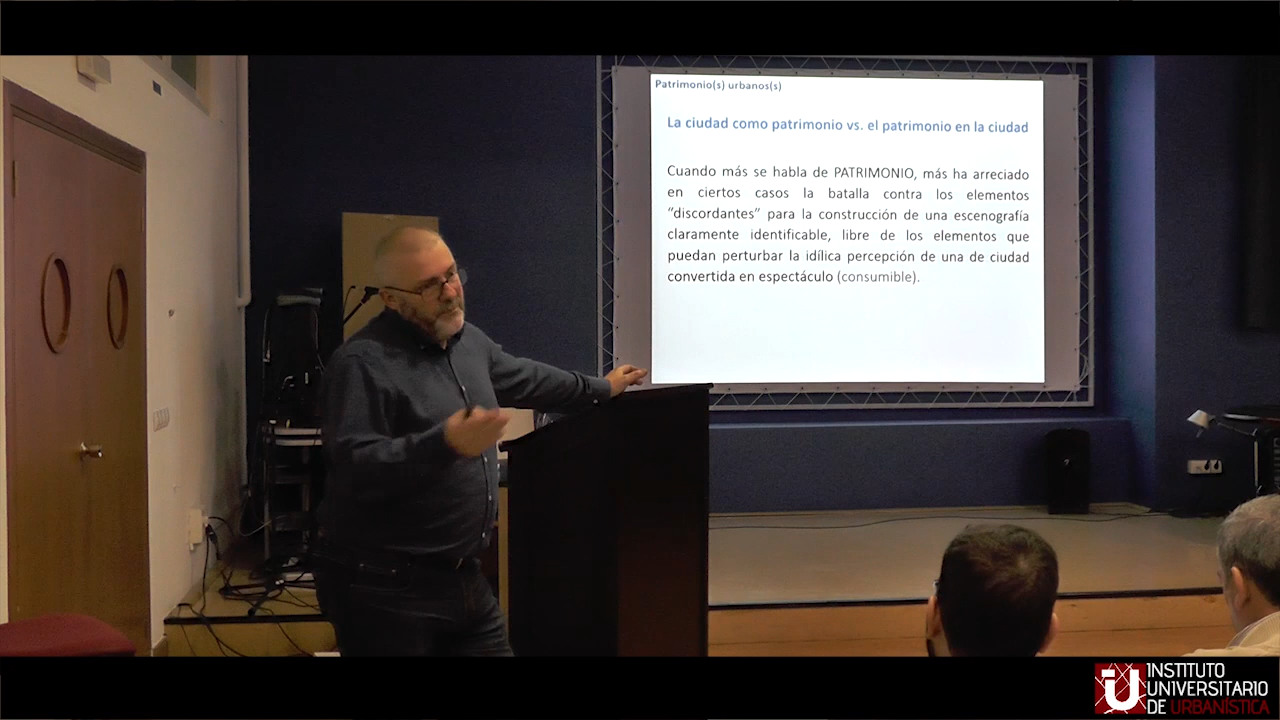 Patrimonio(s) urbanos(s)
La ciudad como patrimonio vs. el patrimonio en la ciudad
Cuando más se habla de PATRIMONIO, más ha arreciado
en ciertos casos la batalla contra los elementos
“discordantes” para la construcción de una escenografía
claramente identificable, libre de los elementos que
puedan perturbar la idílica percepción de una de ciudad
convertida en espectáculo (consumible).
INSTITUTO
UNIVERSITARIO
DE URBANÍSTICA